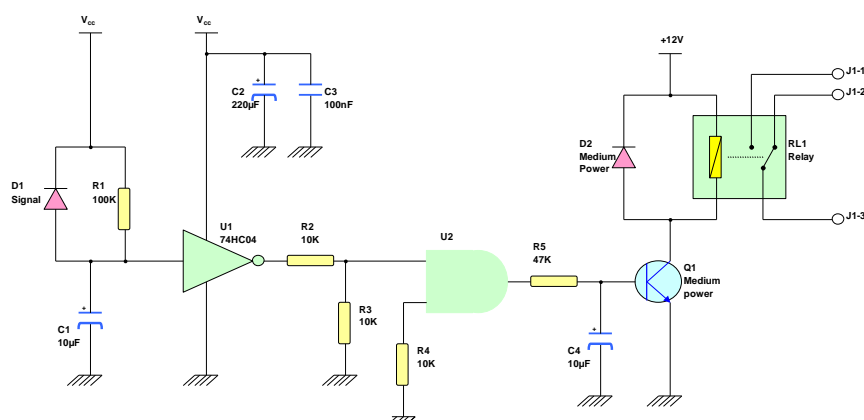 Vcc
Vcc
+12V
J1-1
J1-2
C2
220µF
C3
100nF
D2
Medium
Power
RL1
Relay
D1
Signal
R1
100K
J1-3
U1
74HC04
R2
10K
U2
R5
47K
Q1
Medium
power
C1
10µF
R3
10K
R4
10K
C4
10µF